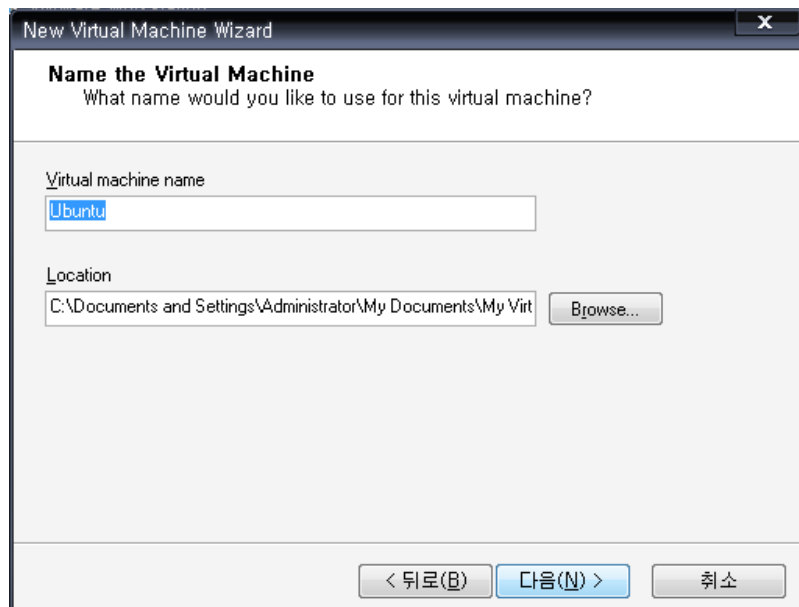 New Virtual Machine Wizard
x
Name the Virtual Machine
What name would you like to use for this virtual machine?
Virtual machine name
Ubuntu
Location
C:\Documents and Settings\Administrator\My Documents\My Virt
Browse...
< 뒤로(B)
다음(N) >
취소